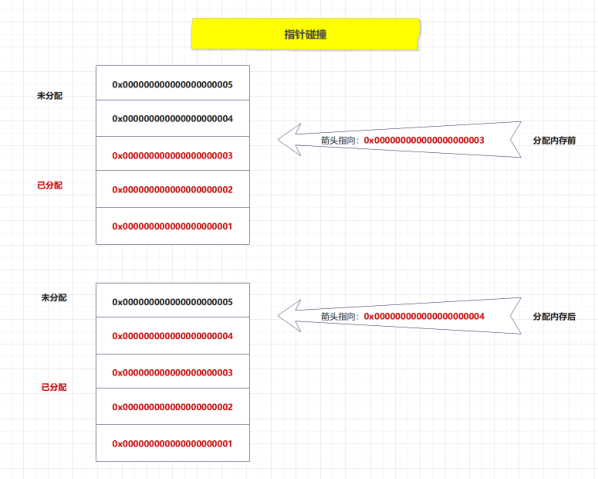 指针碰撞
0x000000000000000000005
未分配
0x000000000000000000004
箭头指向：0x000000000000000000003
分配内存前
0x000000000000000000003
已分配
0x000000000000000000002
0x000000000000000000001
未分配
0x000000000000000000005
箭头指向：0x000000000000000000004
分配内存后
0x000000000000000000004
0x000000000000000000003
已分配
0x000000000000000000002
0x000000000000000000001